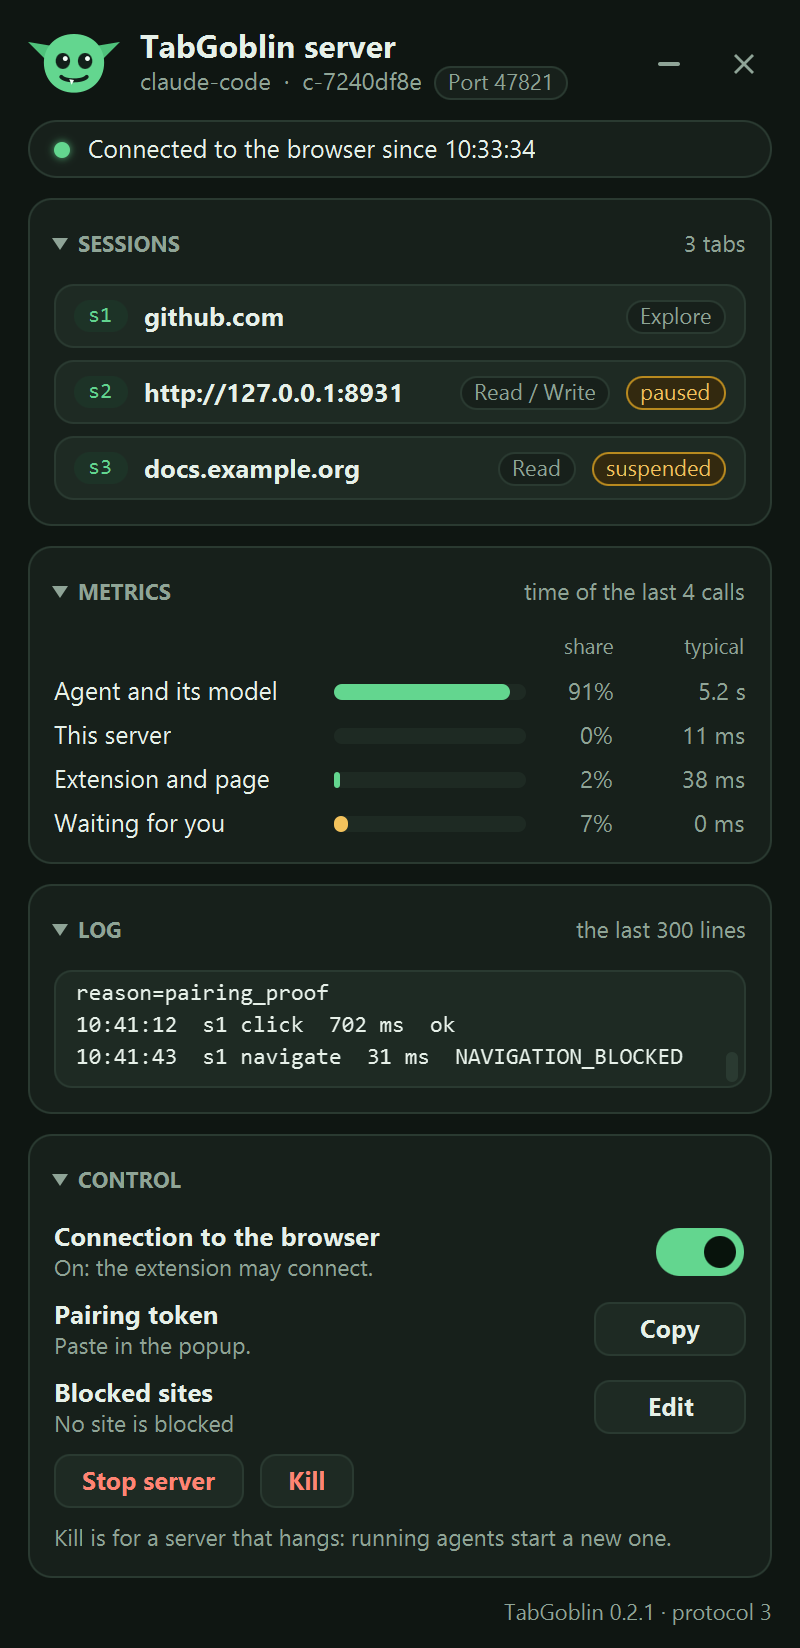 TabGoblin server
claude-code · c-7240df8e Port 47821
Connected to the browser since 10:33:34
SESSIONS 3 tabs
s1 github.com Explore
s2 http://127.0.0.1:8931 Read / Write paused
s3 docs.example.org Read suspended
METRICS time of the last 4 calls
share typical
Agent and its model 91% 5.2 s
This server 0% 11 ms
Extension and page 2% 38 ms
Waiting for you 7% 0 ms
LOG the last 300 lines
reason=pairing_proof
10:41:12 s1 click 702 ms ok
10:41:43 s1 navigate 31 ms NAVIGATION_BLOCKED
CONTROL
Connection to the browser
On: the extension may connect.
Pairing token
Paste in the popup.
Copy
Blocked sites
No site is blocked
Edit
Stop server Kill
Kill is for a server that hangs: running agents start a new one.
TabGoblin 0.2.1 · protocol 3